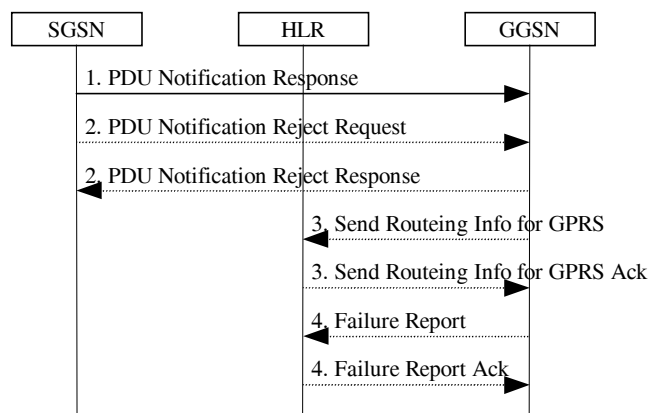 SGSN HLR GGSN
1. PDU Notification Response
2. PDU Notification Reject Request
2. PDU Notification Reject Response
3. Send Routeing Info for GPRS
3. Send Routeing Info for GPRS Ack
4. Failure Report
4. Failure Report Ack